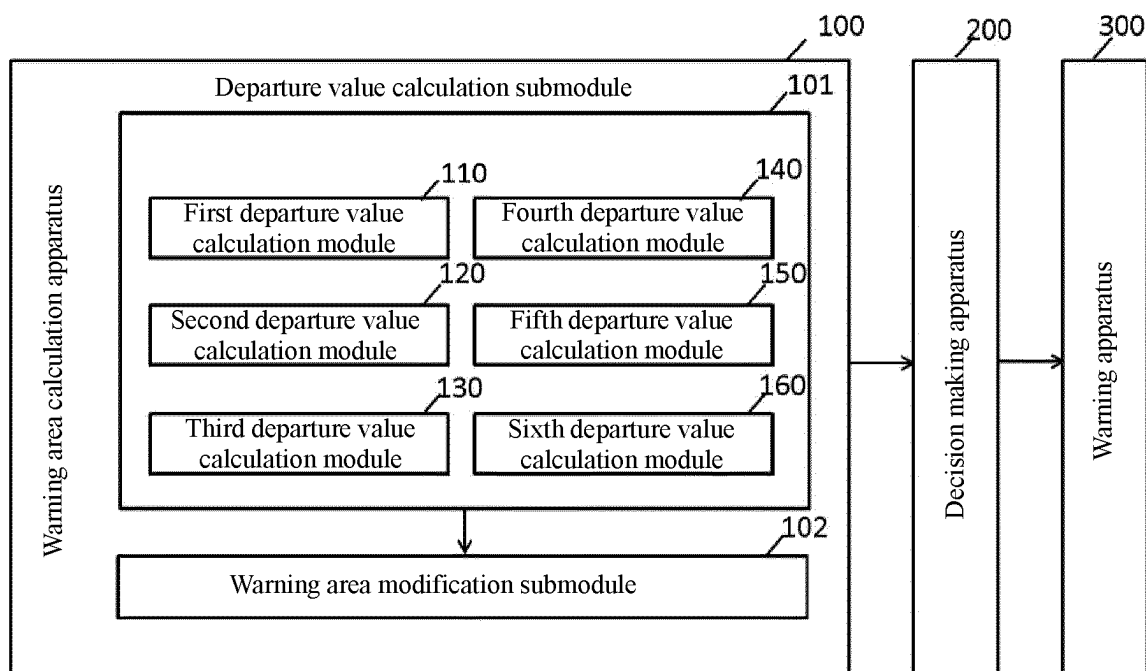 100
200
300
Departure value calculation submodule
101
Warning area calculation apparatus
110
First departure value
calculation module
140
Fourth departure value
calculation module
120
Second departure value
calculation module
150
Fifth departure value
calculation module
130
Third departure value
calculation module
160
Sixth departure value
calculation module
102
Warning area modification submodule
Decision making apparatus
Warning apparatus